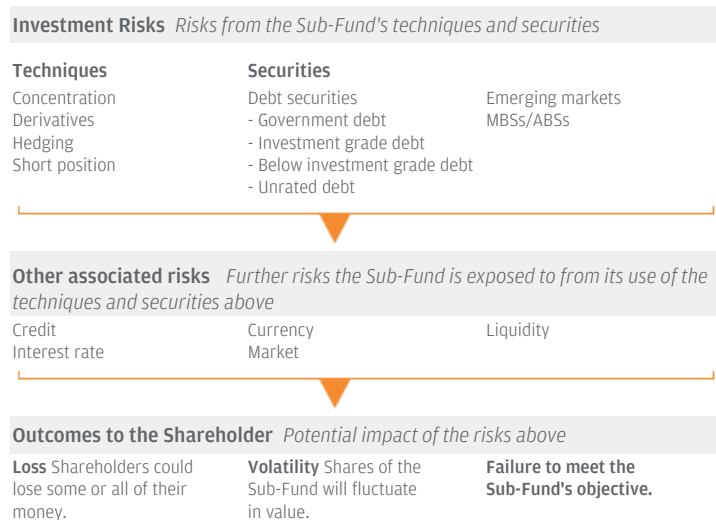 Investment Risks Risks from the Sub-Fund's techniques and securities
Techniques
Concentration
Derivatives
Hedging
Short position
Securities
Debt securities
- Government debt
- Investment grade debt
- Below investment grade debt
- Unrated debt
Emerging markets
MBSs/ABSs
Other associated risks Further risks the Sub-Fund is exposed to from its use of the
techniques and securities above
Credit
Interest rate
Currency
Market
Liquidity
Outcomes to the Shareholder Potential impact of the risks above
Loss Shareholders could
lose some or all of their
money.
Volatility Shares of the
Sub-Fund will fluctuate
in value.
Failure to meet the
Sub-Fund's objective.